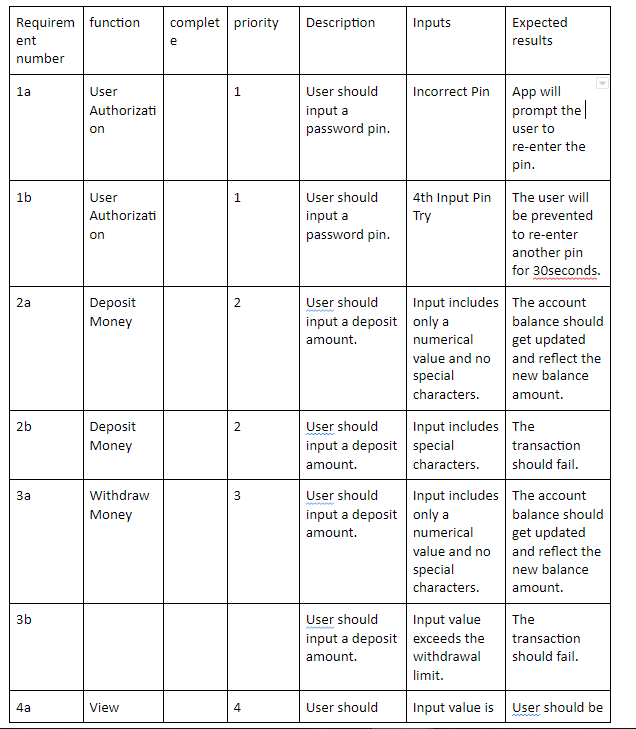 Requirem
ent
number
function
complet
e
priority
Description
Inputs
Expected
results
1a
User
Authorizati
on
1
User should
input a
password pin.
Incorrect Pin
App will
prompt the
user to
re-enter the
pin.
1b
User
Authorizati
on
1
User should
input a
password pin.
4th Input Pin
Try
The user will
be prevented
to re-enter
another pin
for 30seconds.
2a
Deposit
Money
2
User should
input a deposit
amount.
Input includes
only a
numerical
value and no
special
characters.
The account
balance should
get updated
and reflect the
new balance
amount.
2b
Deposit
Money
2
User should
input a deposit
amount.
Input includes
special
characters.
The
transaction
should fail.
3a
Withdraw
Money
3
User should
input a deposit
amount.
Input includes
only a
numerical
value and no
special
characters.
The account
balance should
get updated
and reflect the
new balance
amount.
3b
User should
input a deposit
amount.
Input value
exceeds the
withdrawal
limit.
The
transaction
should fail.
4a
View
4
User should
Input value is
User should be